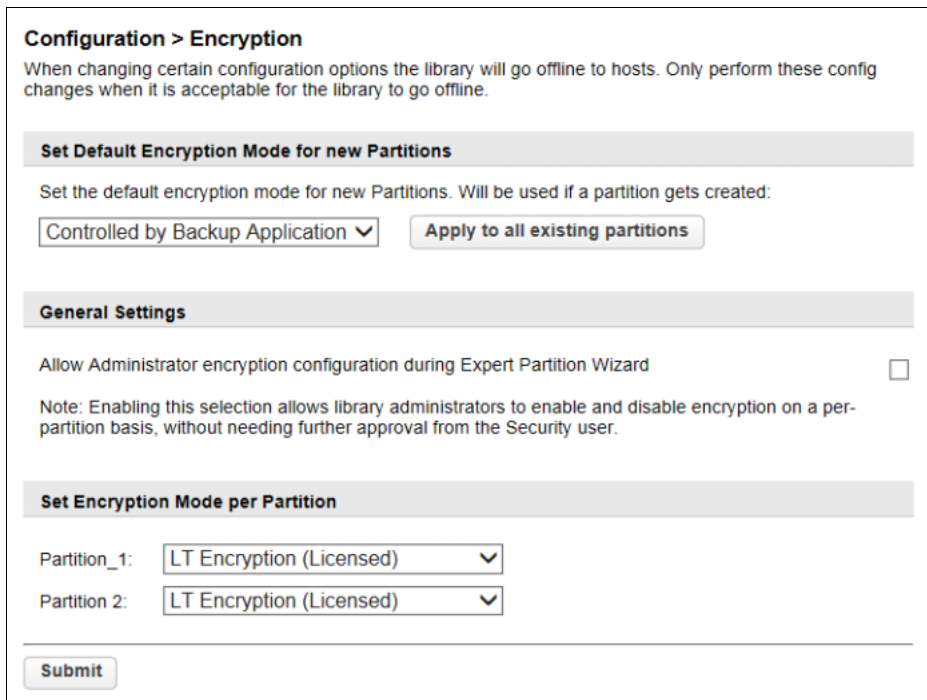 Configuration > Encryption
When changing certain configuration options the library will go offline to hosts. Only perform these config
changes when it is acceptable for the library to go offline.
Set Default Encryption Mode for new Partitions
Set the default encryption mode for new Partitions. Will be used if a partition gets created:
Controlled by Backup Application Apply to all existing partitions
General Settings
Allow Administrator encryption configuration during Expert Partition Wizard
Note: Enabling this selection allows library administrators to enable and disable encryption on a per-
partition basis, without needing further approval from the Security user.
Set Encryption Mode per Partition
Partition_1: LT Encryption (Licensed)
Partition 2: LT Encryption (Licensed)
Submit